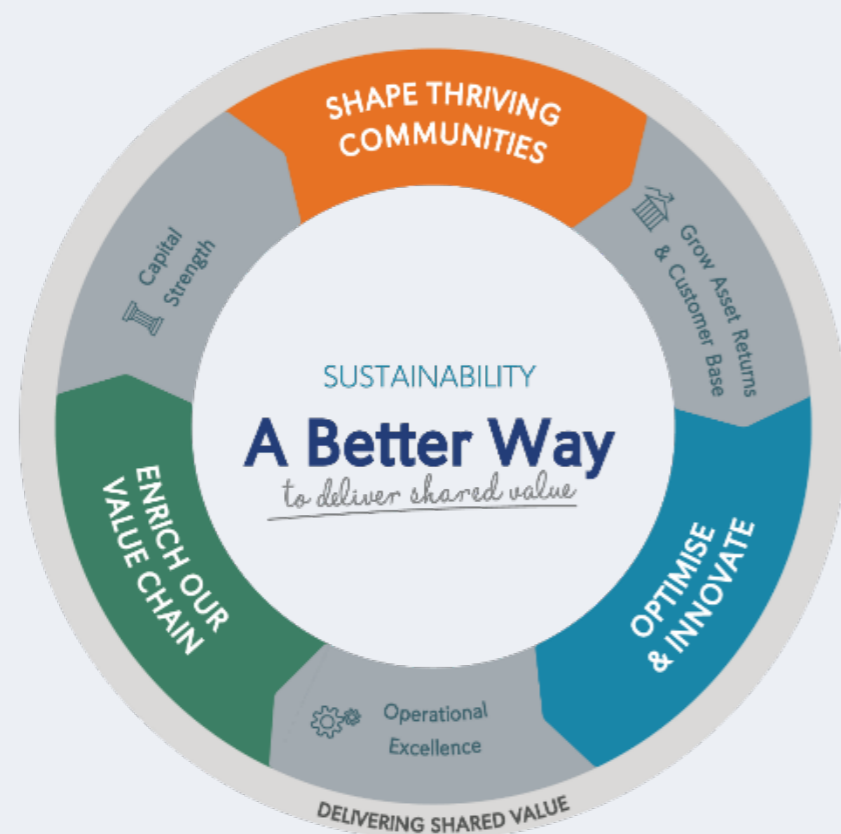 SHAPE THRIVING
COMMUNITIES
Grow Asset Returns
& Customer Base
OPTIMISE
& INNOVATE
Operational
Excellence
ENRICH OUR
VALUE CHAIN
Capital
Strength
SUSTAINABILITY
A Better Way
to deliver shared value
DELIVERING SHARED VALUE